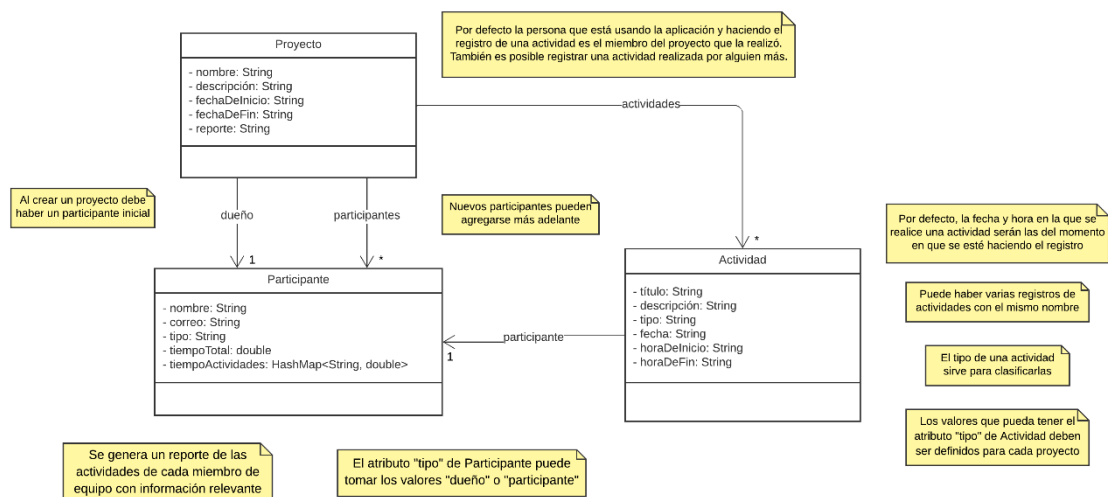 Por defecto la persona que está usando la aplicación y haciendo el
registro de una actividad es el miembro del proyecto que la realizó.
También es posible registrar una actividad realizada por alguien más.
Proyecto
- nombre: String
- descripción: String
- fechaDeInicio: String
- fechaDeFin: String
- reporte: String
actividades
Al crear un proyecto debe
haber un participante inicial
dueño
participantes
Nuevos participantes pueden
agregarse más adelante
1
*
*
Por defecto, la fecha y hora en la que se
realice una actividad serán las del momento
en que se esté haciendo el registro
Participante
- nombre: String
- correo: String
- tipo: String
- tiempoTotal: double
- tiempoActividades: HashMap<String, double>
participante
1
Actividad
- título: String
- descripción: String
- tipo: String
- fecha: String
- horaDeInicio: String
- horaDeFin: String
Puede haber varias registros de
actividades con el mismo nombre
El tipo de una actividad
sirve para clasificarlas
Los valores que pueda tener el
atributo "tipo" de Actividad deben
ser definidos para cada proyecto
Se genera un reporte de las
actividades de cada miembro de
equipo con información relevante
El atributo "tipo" de Participante puede
tomar los valores "dueño" o "participante"